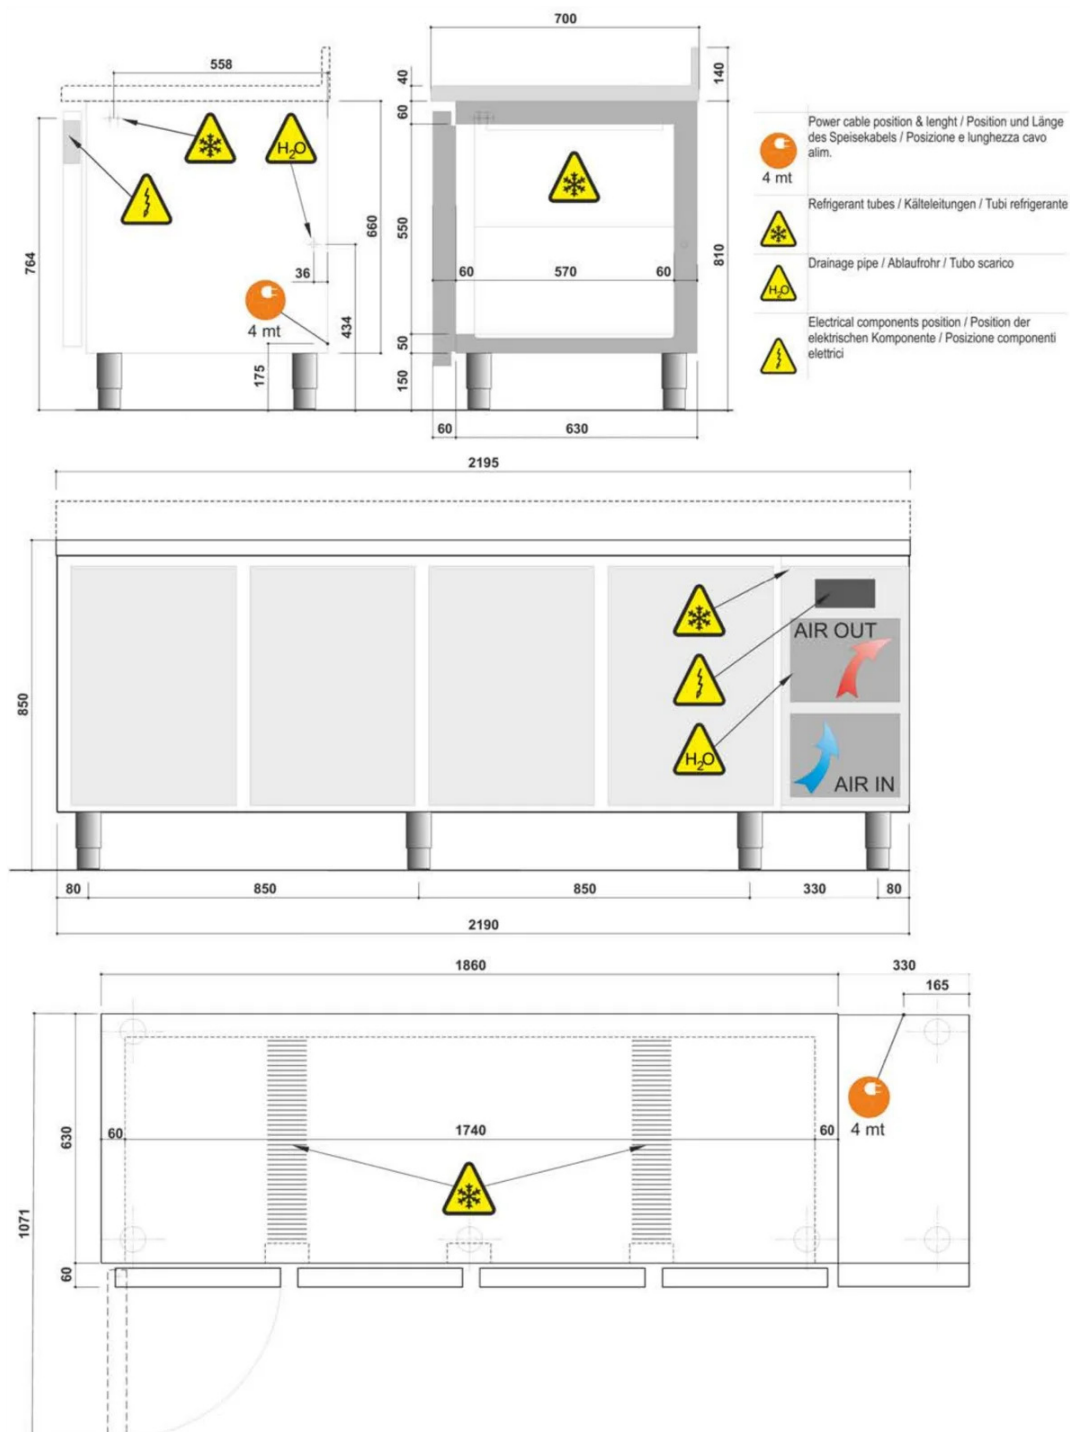 700
558
40
140
60
Power cable position & lenght / Position und Länge
des Speisekabels / Posizione e lunghezza cavo
alim.
4 mt
H2O
Refrigerant tubes / Kälteleitungen / Tubi refrigerante
764
660
550
810
36
60
570
60
Drainage pipe / Ablaufrohr / Tubo scarico
H2O
4 mt
434
50
Electrical components position / Position der
elektrischen Komponente / Posizione componenti
elettrici
175
150
60
630
2195
850
AIR OUT
H2O
AIR IN
80
850
850
330
80
2190
1860
330
165
4 mt
630
60
1740
60
1071
60